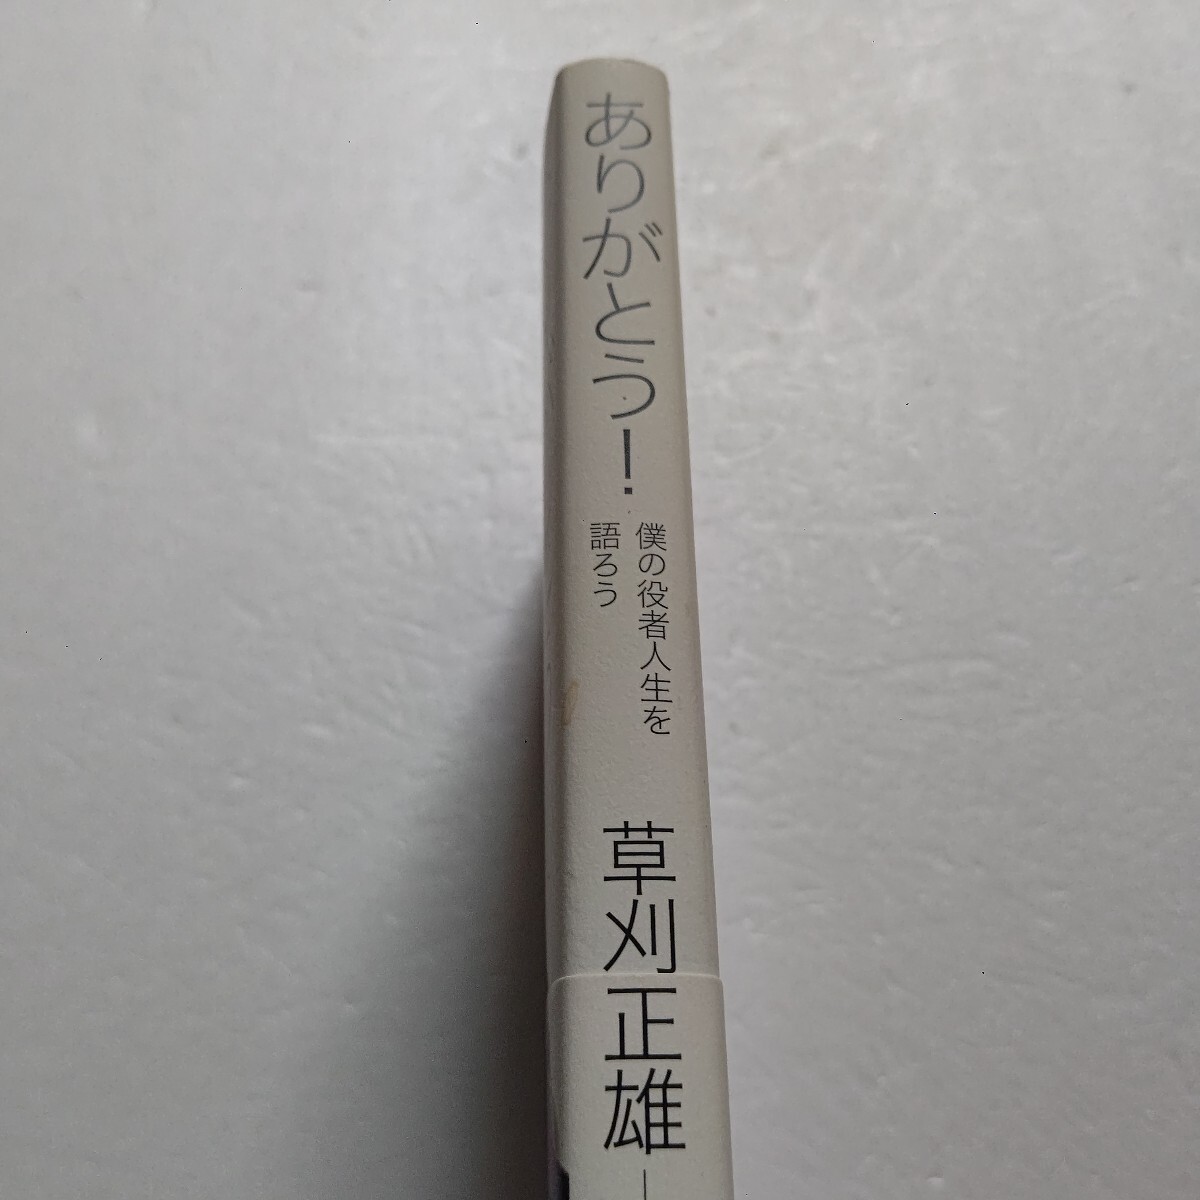 ありがとう!
僕の役者人生を
語ろう
草刈正雄